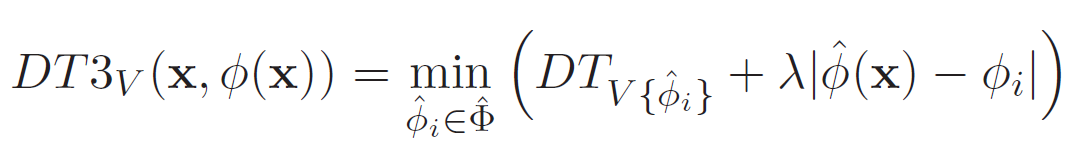 DT3_V(𝐱, ϕ(𝐱)) = min_{ϕ̂_i∈Φ̂} (DT_{V{ϕ̂_i}} + λ|ϕ̂(𝐱) − ϕ_i|)